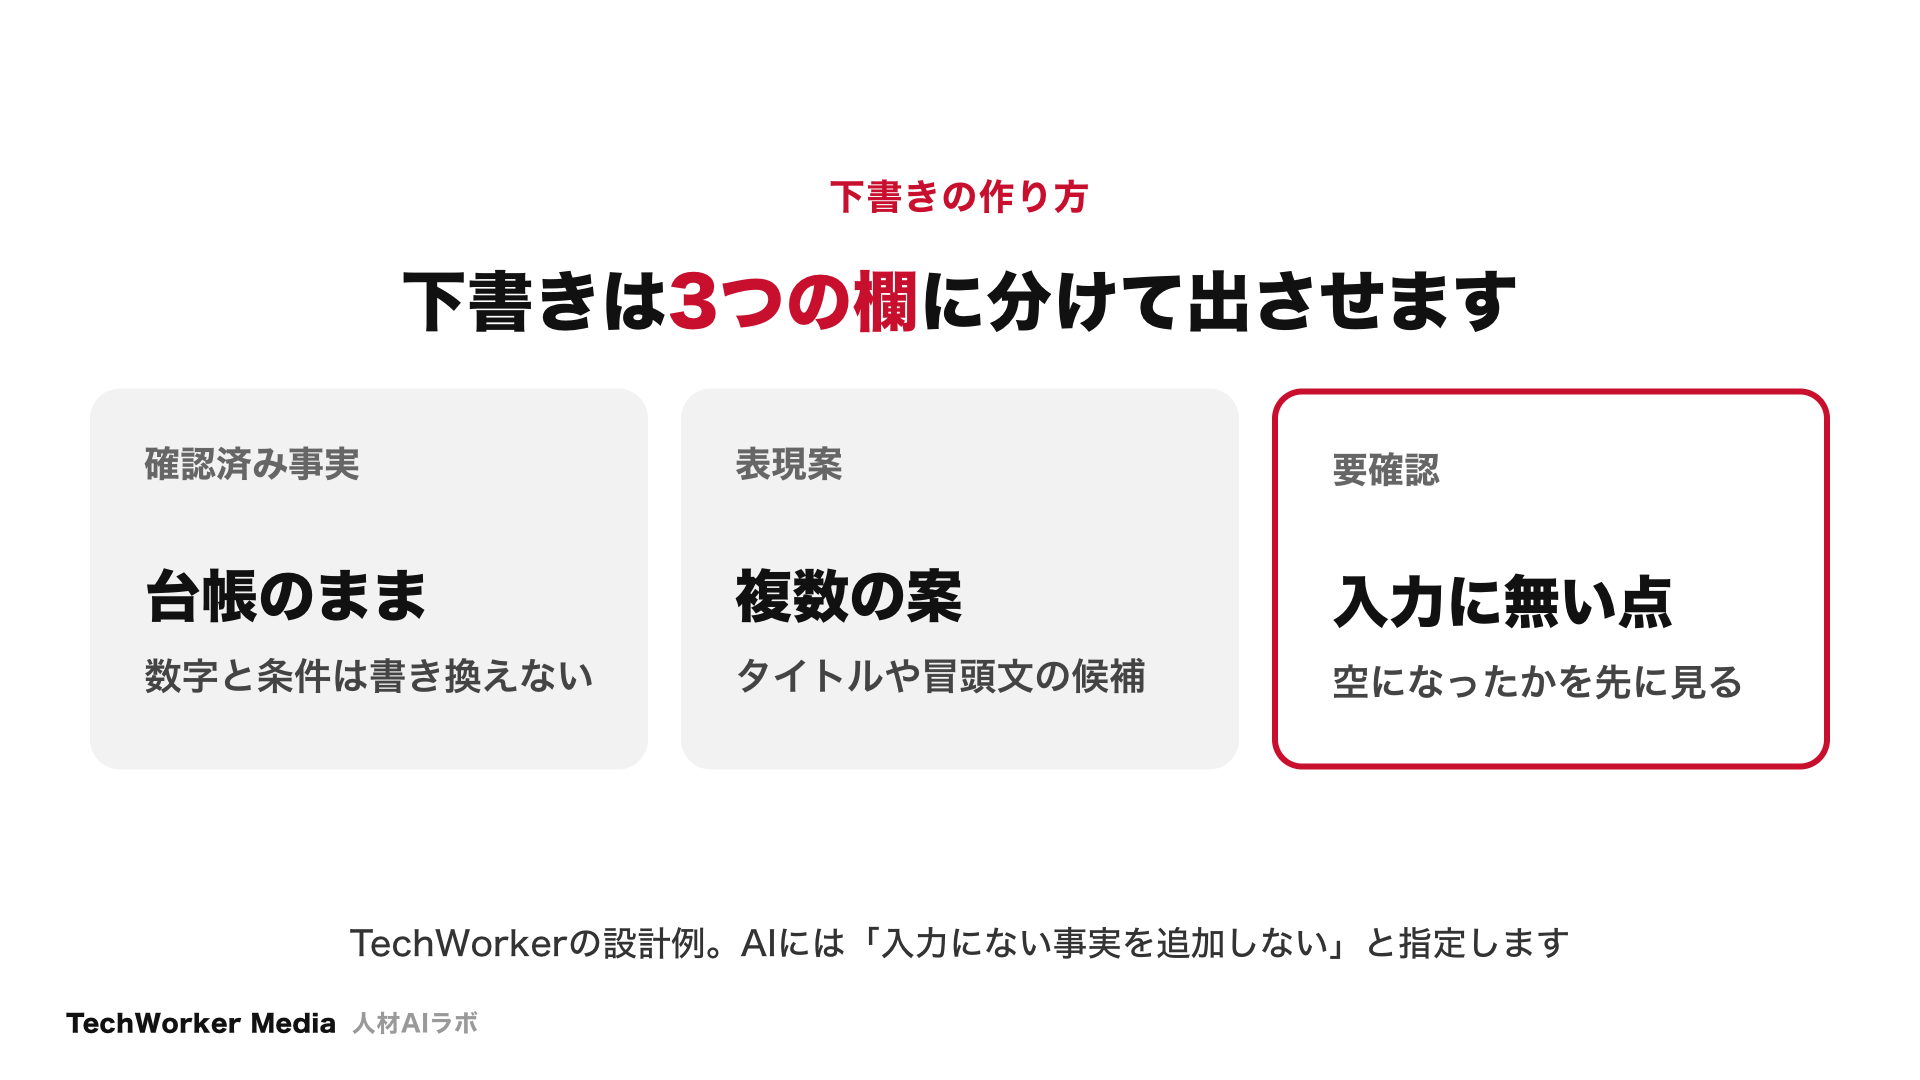 下書きの作り方
下書きは3つの欄に分けて出させます
確認済み事実
台帳のまま
数字と条件は書き換えない
表現案
複数の案
タイトルや冒頭文の候補
要確認
入力に無い点
空になったかを先に見る
TechWorkerの設計例。AIには「入力にない事実を追加しない」と指定します
TechWorker Media 人材AIラボ